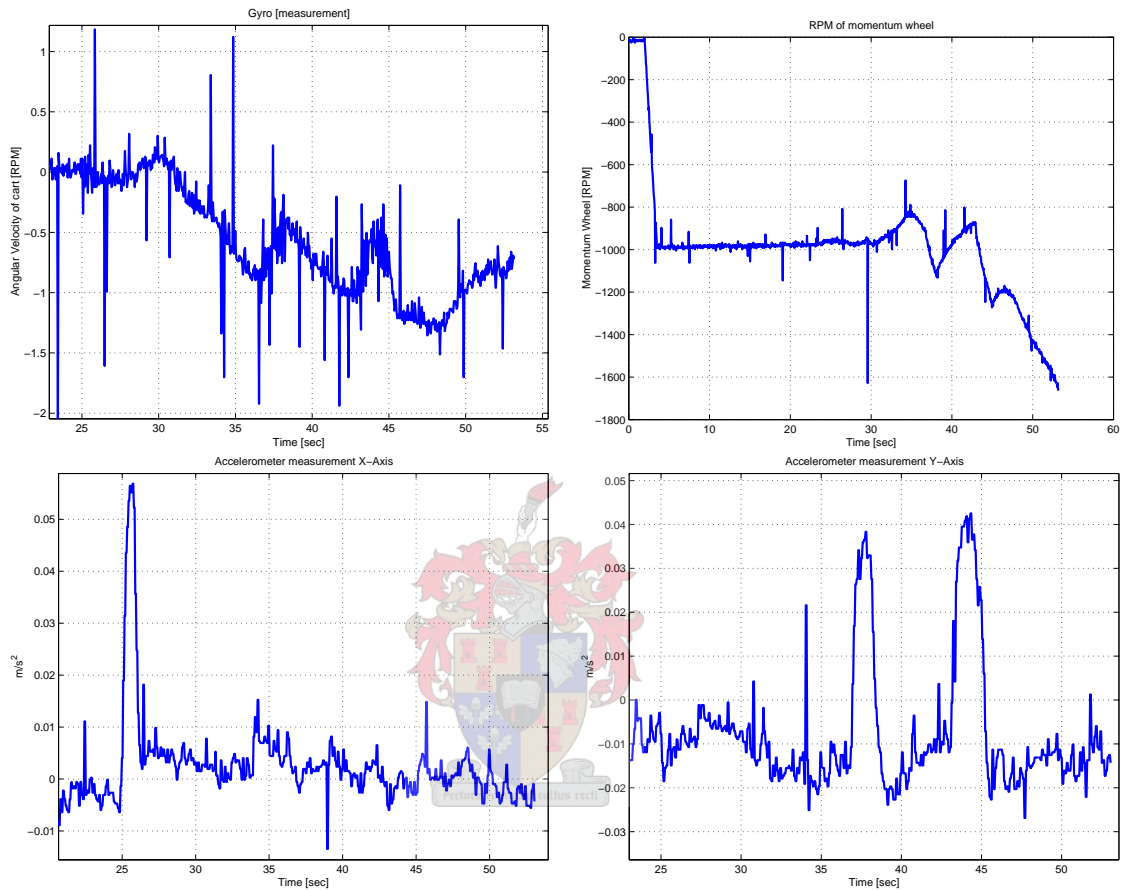 Gyro [measurement]
1
0.5
0
−0.5
−1
−1.5
−2
Angular Velocity of cart [RPM]
25 30 35 40 45 50 55
Time [sec]
RPM of momentum wheel
0
−200
−400
−600
−800
−1000
−1200
−1400
−1600
−1800
Momentum Wheel [RPM]
0 10 20 30 40 50 60
Time [sec]
Accelerometer measurement X−Axis
0.05
0.04
0.03
0.02
0.01
0
−0.01
m/s²
25 30 35 40 45 50
Time [sec]
Accelerometer measurement Y−Axis
0.05
0.04
0.03
0.02
0.01
0
−0.01
−0.02
−0.03
m/s²
25 30 35 40 45 50
Time [sec]
recti